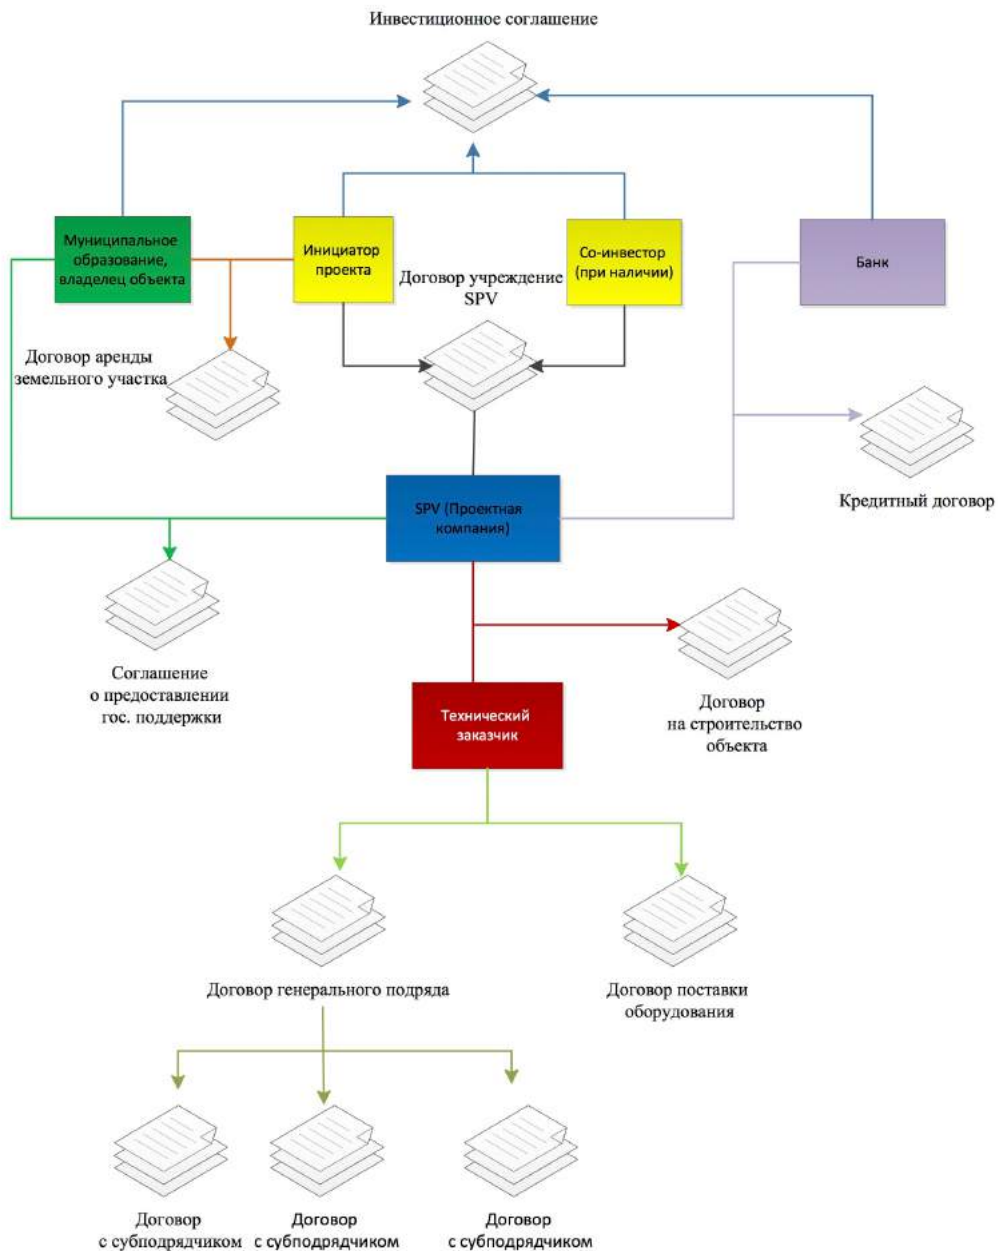 Инвестиционное соглашение
Муниципальное
образование,
владелец объекта
Инициатор
проекта
Договор учреждение
SPV
Со-инвестор
(при наличии)
Банк
Договор аренды
земельного участка
Кредитный договор
SPV (Проектная
компания)
Соглашение
о предоставлении
гос. поддержки
Технический
заказчик
Договор
на строительство
объекта
Договор генерального подряда
Договор поставки
оборудования
Договор
с субподрядчиком
Договор
с субподрядчиком
Договор
с субподрядчиком